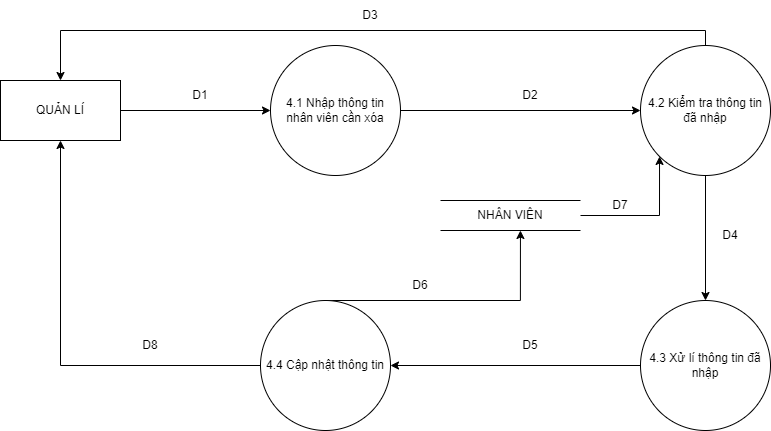 D3
QUẢN LÍ
D1
4.1 Nhập thông tin
nhân viên cần xóa
D2
4.2 Kiểm tra thông tin
đã nhập
NHÂN VIÊN
D7
D4
D6
D8
4.4 Cập nhật thông tin
D5
4.3 Xử lí thông tin đã
nhập